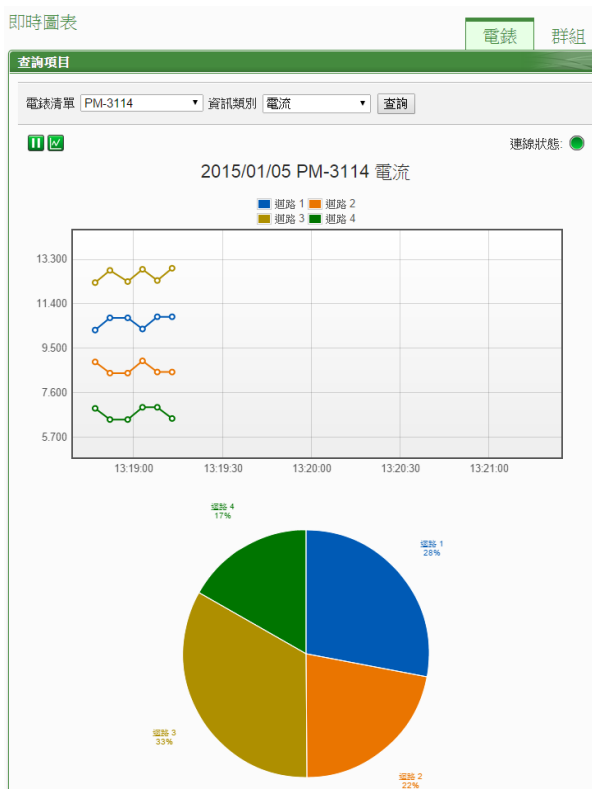 即時圖表
電錶 群組
查詢項目
電錶清單 PM-3114 資訊類別 電流 查詢
連線狀態:
2015/01/05 PM-3114 電流
迴路 1 迴路 2
迴路 3 迴路 4
13.300
11.400
9.500
7.600
5.700
13:19:00 13:19:30 13:20:00 13:20:30 13:21:00
迴路 4
17%
迴路 1
28%
迴路 3
33%
迴路 2
22%